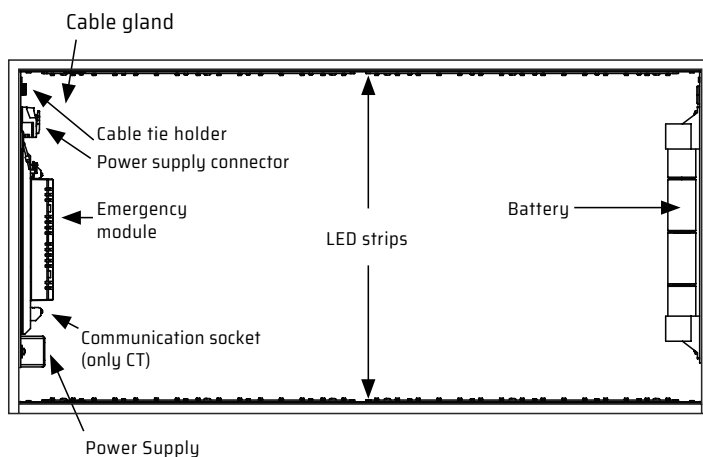 Cable gland
Cable tie holder
Power supply connector
Emergency
module
Battery
LED strips
Communication socket
(only CT)
Power Supply